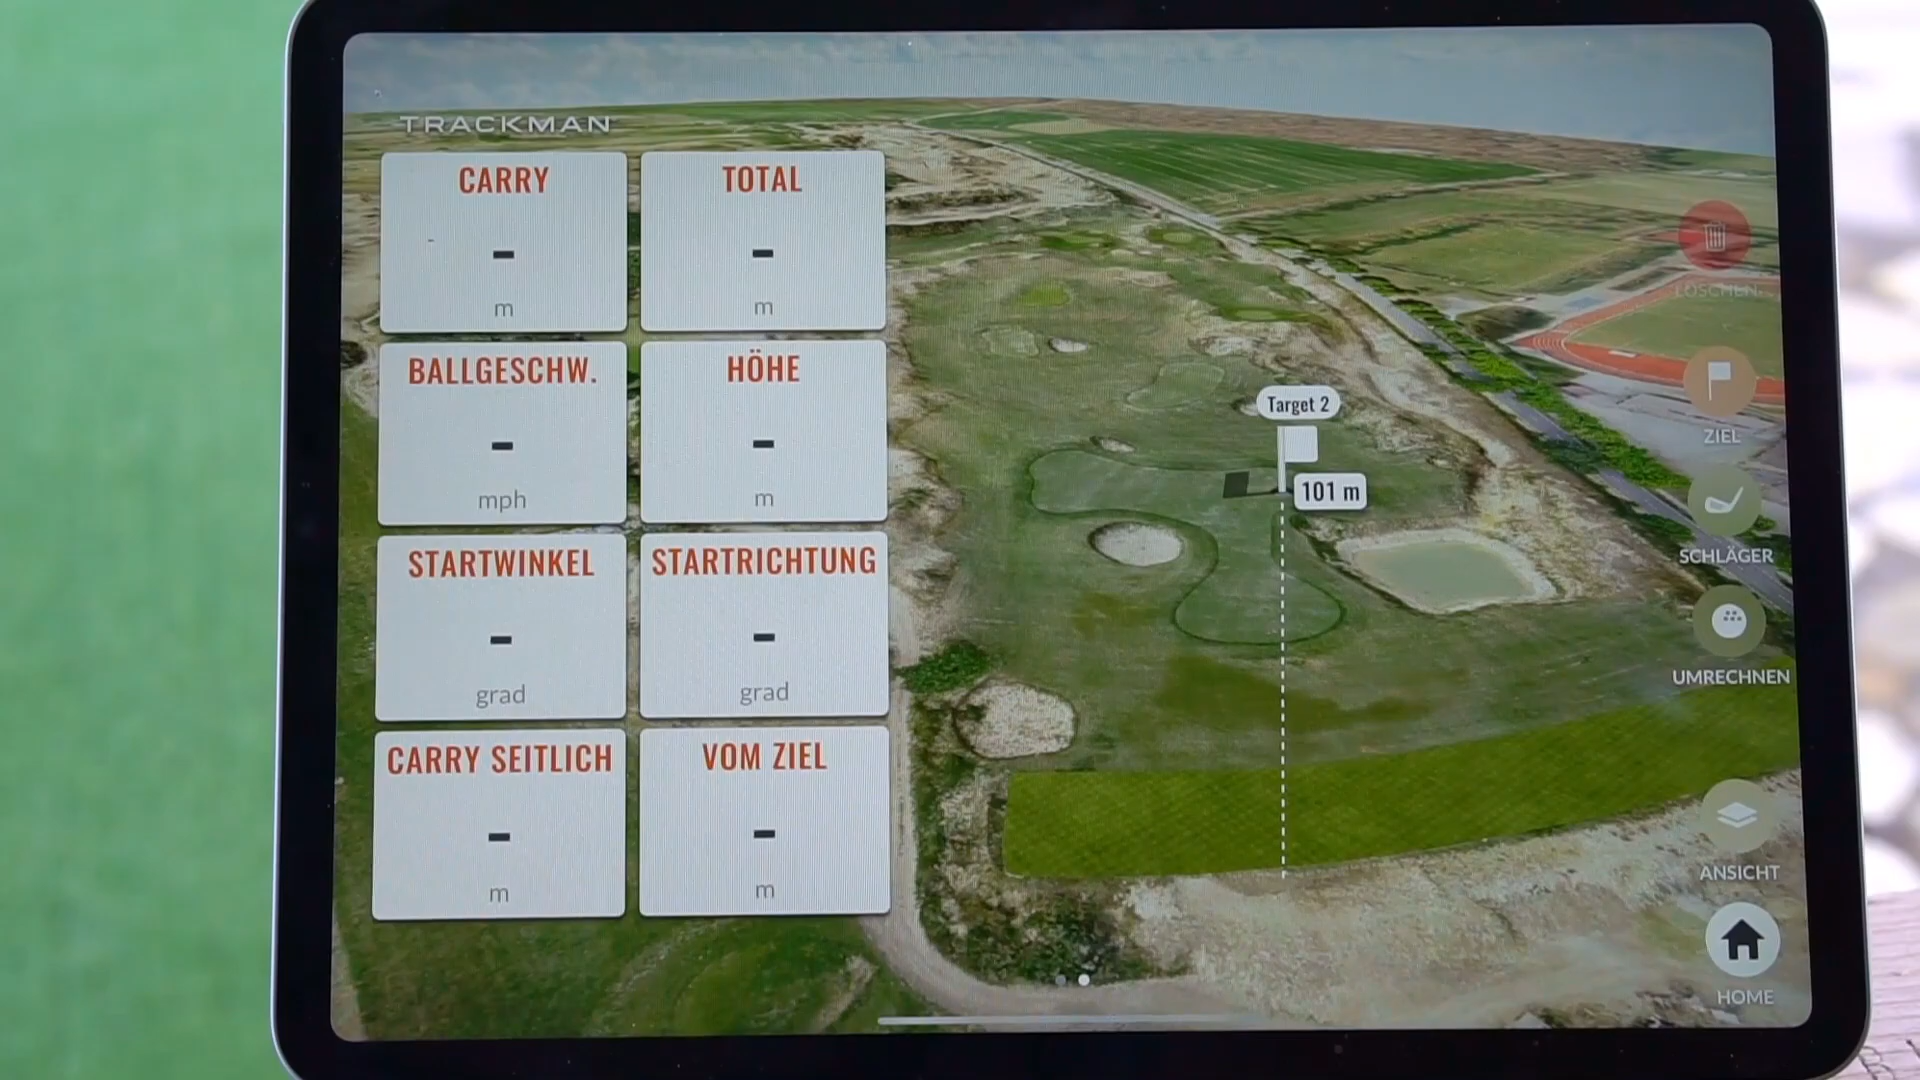 TRACKMAN
CARRY
-
m
TOTAL
-
m
BALLGESCHW.
-
mph
HÖHE
-
m
STARTWINKEL
-
grad
STARTRICHTUNG
-
grad
CARRY SEITLICH
-
m
VOM ZIEL
-
m
Target 2
101 m
LÖSCHEN
ZIEL
SCHLÄGER
UMRECHNEN
ANSICHT
HOME